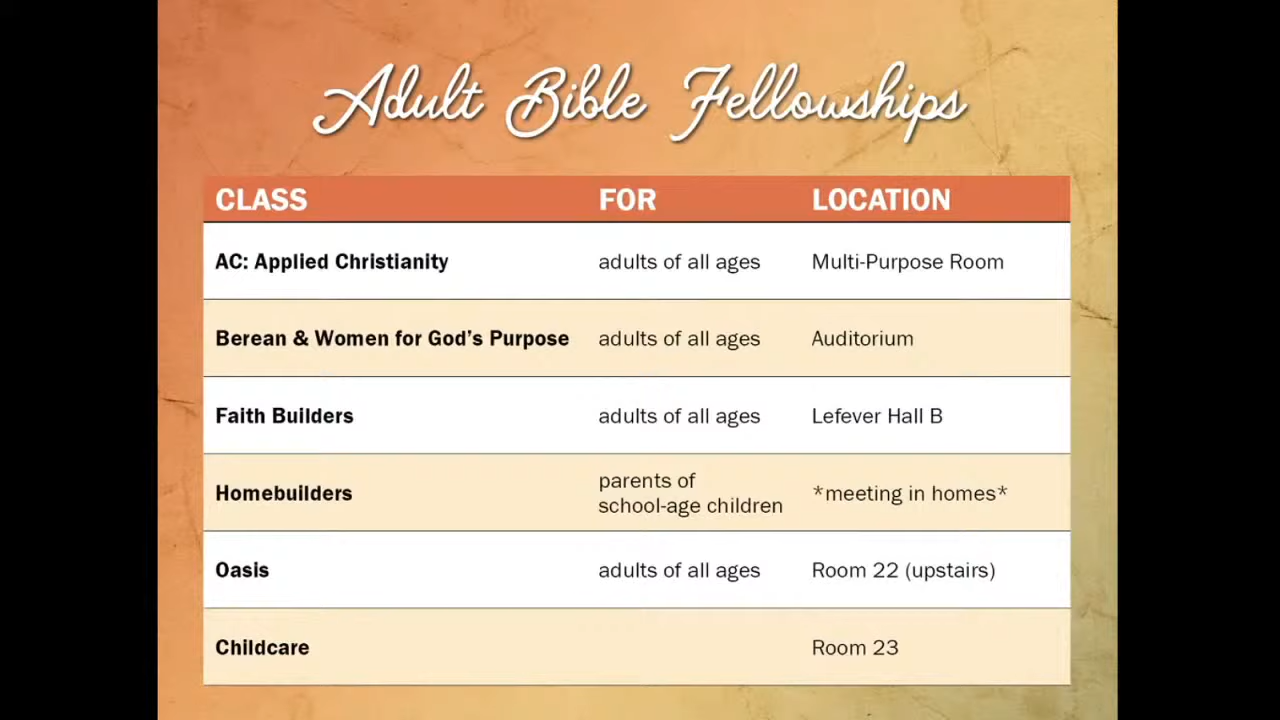 Adult Bible Fellowships
CLASS FOR LOCATION
AC: Applied Christianity adults of all ages Multi-Purpose Room
Berean & Women for God’s Purpose adults of all ages Auditorium
Faith Builders adults of all ages Lefever Hall B
Homebuilders parents of
school-age children *meeting in homes*
Oasis adults of all ages Room 22 (upstairs)
Childcare Room 23